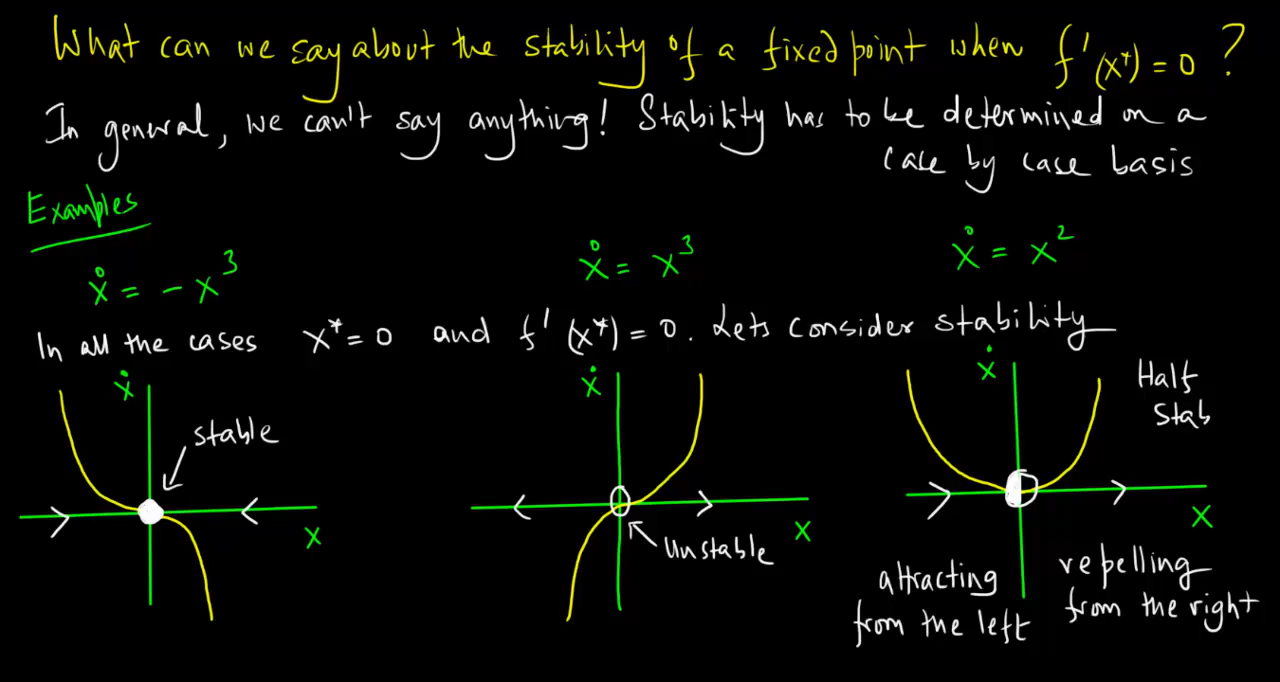 What can we say about the stability of a fixed point when f'(x*) = 0 ?
In general, we can't say anything! Stability has to be determined on a
case by case basis
Examples
ẋ = - x³
ẋ = x³
ẋ = x²
In all the cases x* = 0 and f'(x*) = 0. Lets consider stability
ẋ
stable
x
ẋ
Unstable
x
ẋ
Half
Stab
x
attracting
from the left
repelling
from the right